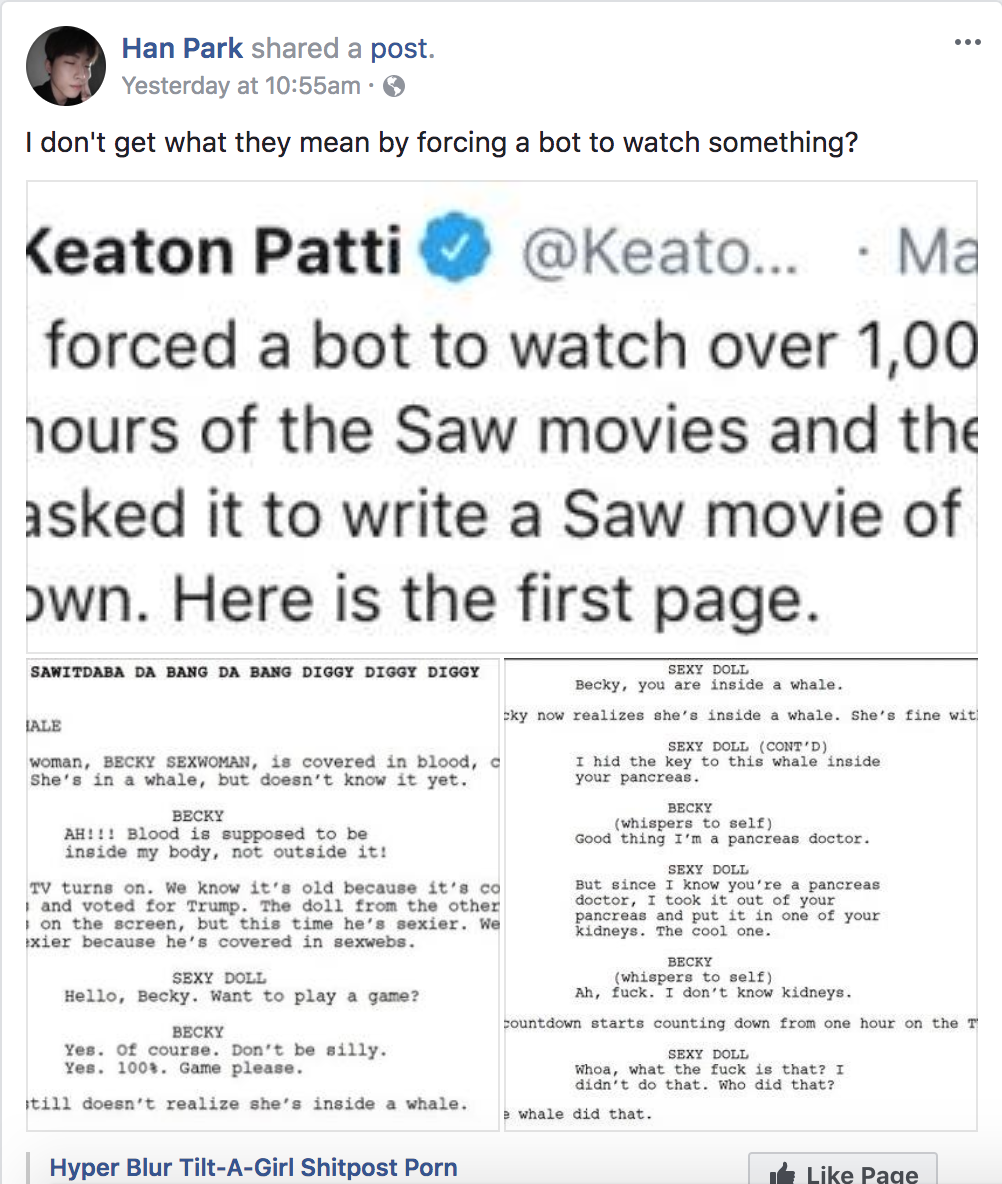 Han Park shared a post.
Yesterday at 10:55am ·
I don't get what they mean by forcing a bot to watch something?
Keaton Patti @Keato... · Ma
forced a bot to watch over 1,00
hours of the Saw movies and the
asked it to write a Saw movie of
own. Here is the first page.
SAWITDABA DA BANG DA BANG DIGGY DIGGY DIGGY
HALE
woman, BECKY SEXWOMAN, is covered in blood, c
She's in a whale, but doesn't know it yet.
BECKY
AH!!! Blood is supposed to be
inside my body, not outside it!
TV turns on. We know it's old because it's co
and voted for Trump. The doll from the other
on the screen, but this time he's sexier. We
exier because he's covered in sexwebs.
SEXY DOLL
Hello, Becky. Want to play a game?
BECKY
Yes. Of course. Don't be silly.
Yes. 100%. Game please.
still doesn't realize she's inside a whale.
SEXY DOLL
Becky, you are inside a whale.
cky now realizes she's inside a whale. She's fine wit
SEXY DOLL (CONT'D)
I hid the key to this whale inside
your pancreas.
BECKY
(whispers to self)
Good thing I'm a pancreas doctor.
SEXY DOLL
But since I know you're a pancreas
doctor, I took it out of your
pancreas and put it in one of your
kidneys. The cool one.
BECKY
(whispers to self)
Ah, fuck. I don't know kidneys.
countdown starts counting down from one hour on the T
SEXY DOLL
Whoa, what the fuck is that? I
didn't do that. Who did that?
e whale did that.
Hyper Blur Tilt-A-Girl Shitpost Porn
Like Page